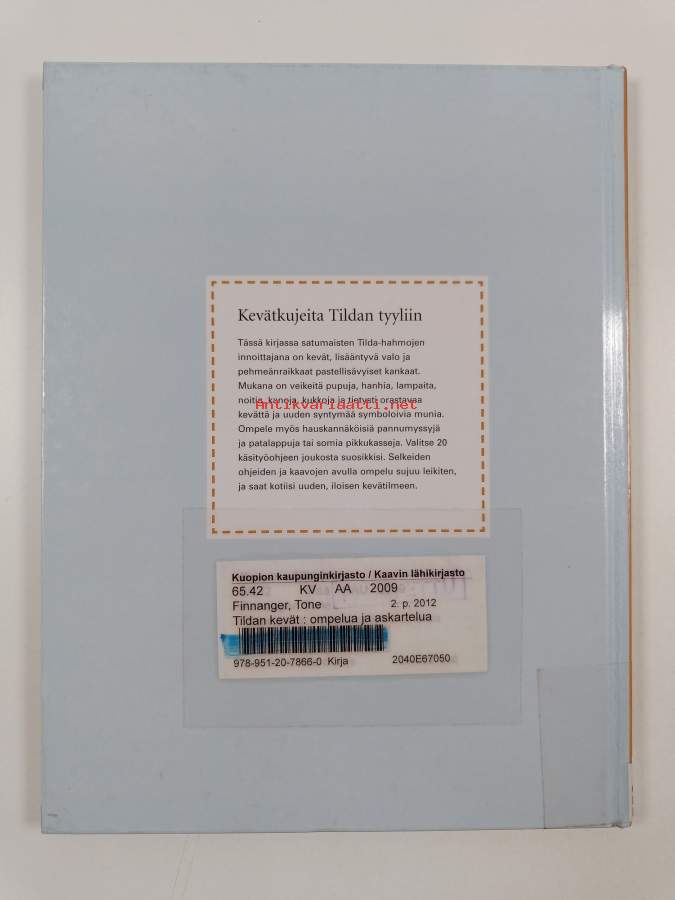 Kevätkujeita Tildan tyyliin
Tässä kirjassa satumaisten Tilda-hahmojen
innoittajana on kevät, lisääntyvä valo ja
pehmeänraikkaat pastellisävyiset kankaat.
Mukana on veikeitä pupuja, hanhia, lampaita,
noitia, kanoja, kukkoja ja tietysti orastavaa
Antikvariaatti.net
kevättä ja uuden syntymää symboloivia munia.
Ompele myös hauskannäköisiä pannumyssyjä
ja patalappuja tai somia pikkukasseja. Valitse 20
käsityöohjeen joukosta suosikkisi. Selkeiden
ohjeiden ja kaavojen avulla ompelu sujuu leikiten,
ja saat kotiisi uuden, iloisen kevätilmeen.
Kuopion kaupunginkirjasto / Kaavin lähikirjasto
65.42 KV AA 2009
Finnanger, Tone 2. p. 2012
Tildan kevät : ompelua ja askartelua
978-951-20-7866-0 Kirja 2040E67050